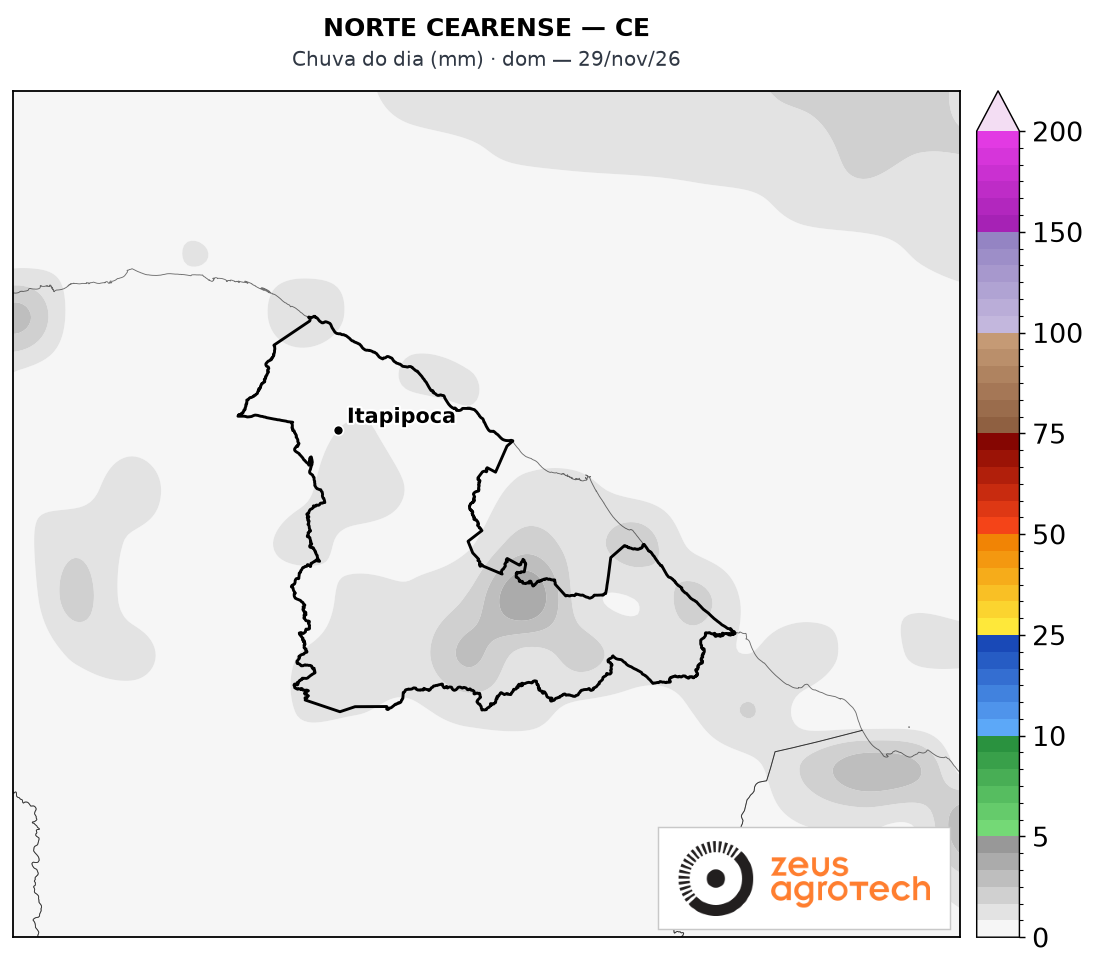 NORTE CEARENSE — CE
Chuva do dia (mm) · dom — 29/nov/26
200
150
100
75
50
25
10
5
0
Itapipoca
zeus
agrotech